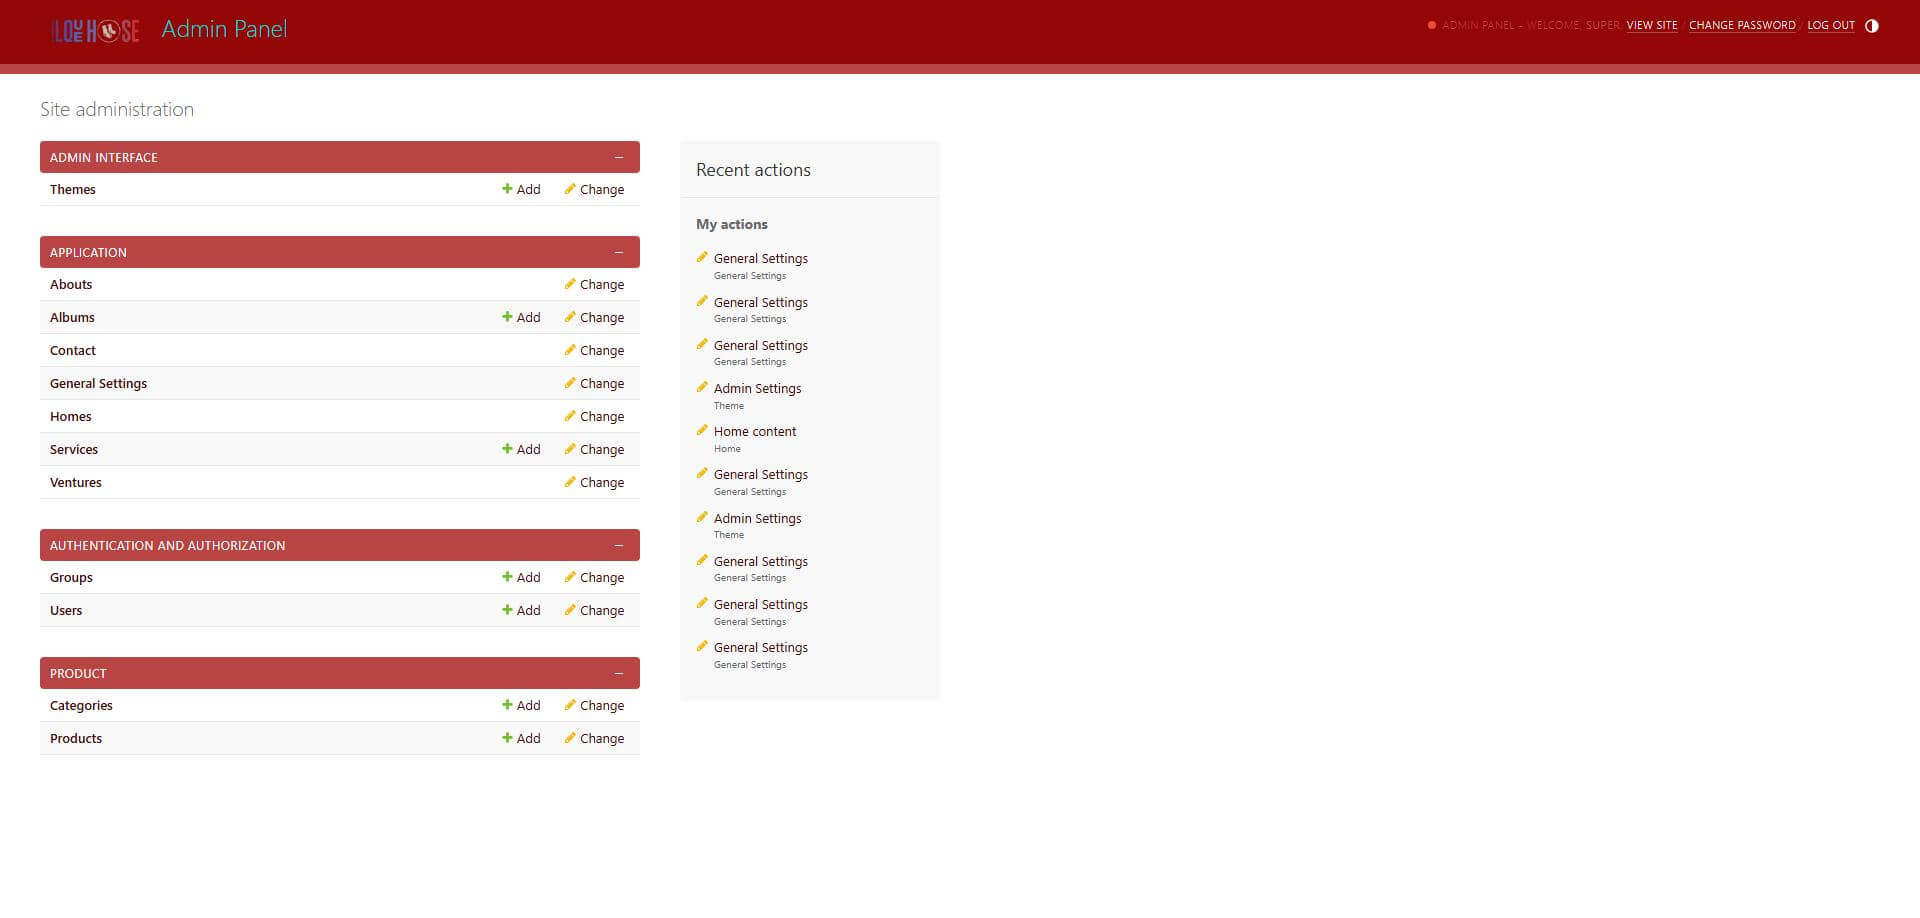 Admin Panel
ADMIN PANEL – WELCOME, SUPER. VIEW SITE / CHANGE PASSWORD / LOG OUT
Site administration
ADMIN INTERFACE –
Themes Add Change
APPLICATION –
Abouts Change
Albums Add Change
Contact Change
General Settings Change
Homes Change
Services Add Change
Ventures Change
AUTHENTICATION AND AUTHORIZATION –
Groups Add Change
Users Add Change
PRODUCT –
Categories Add Change
Products Add Change
Recent actions
My actions
General Settings
General Settings
General Settings
General Settings
General Settings
General Settings
Admin Settings
Theme
Home content
Home
General Settings
General Settings
Admin Settings
Theme
General Settings
General Settings
General Settings
General Settings
General Settings
General Settings